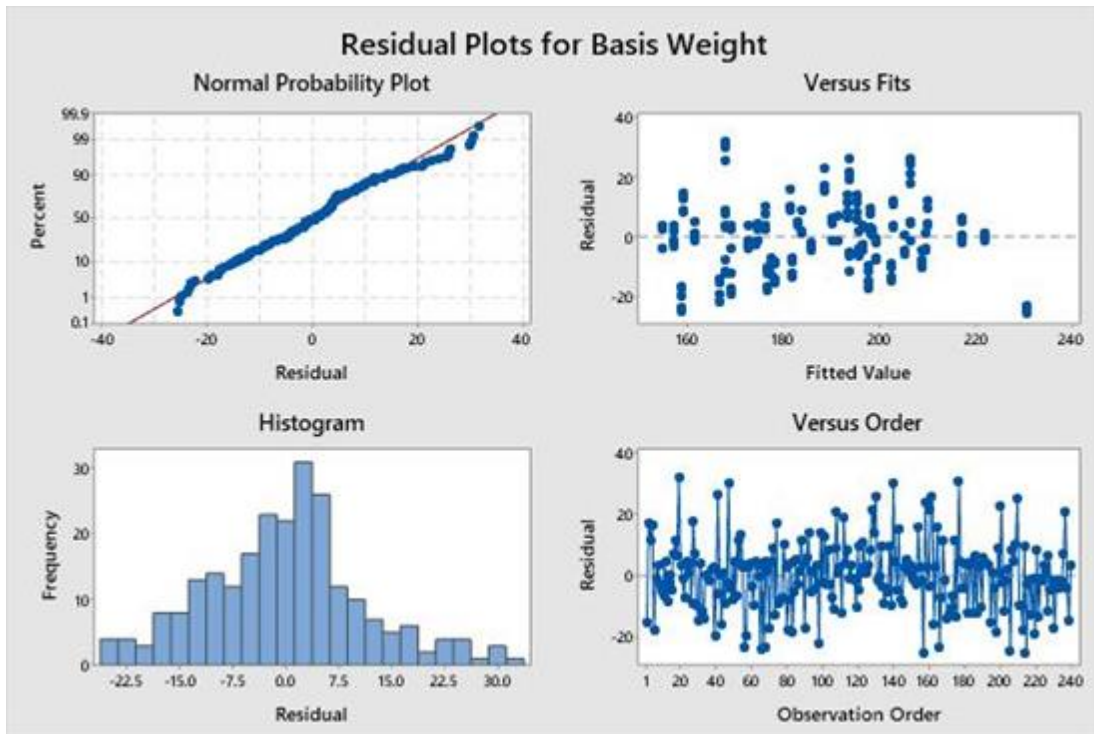 Residual Plots for Basis Weight
Normal Probability Plot
99.9
99
90
50
10
1
0.1
Percent
-40 -20 0 20 40
Residual
Versus Fits
40
20
0
-20
Residual
160 180 200 220 240
Fitted Value
Histogram
30
20
10
0
Frequency
-22.5 -15.0 -7.5 0.0 7.5 15.0 22.5 30.0
Residual
Versus Order
40
20
0
-20
Residual
1 20 40 60 80 100 120 140 160 180 200 220 240
Observation Order